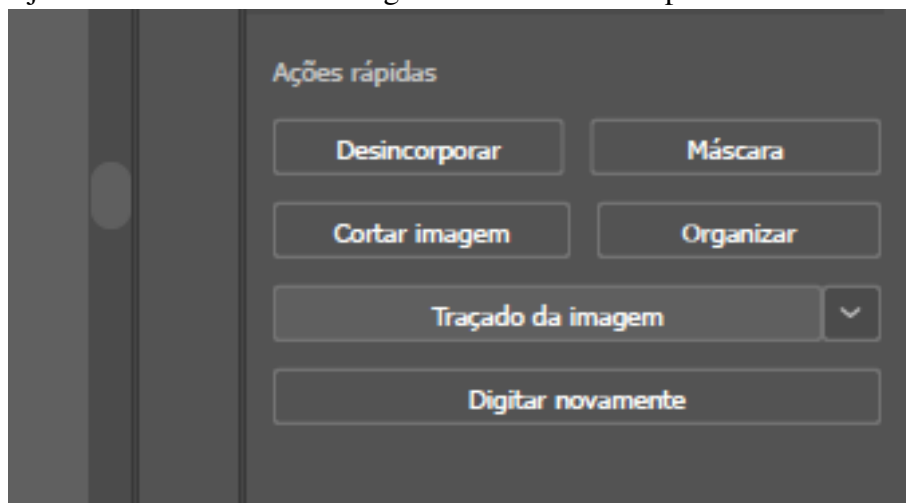 Ações rápidas
Desincorporar Máscara
Cortar imagem Organizar
Traçado da imagem
Digitar novamente